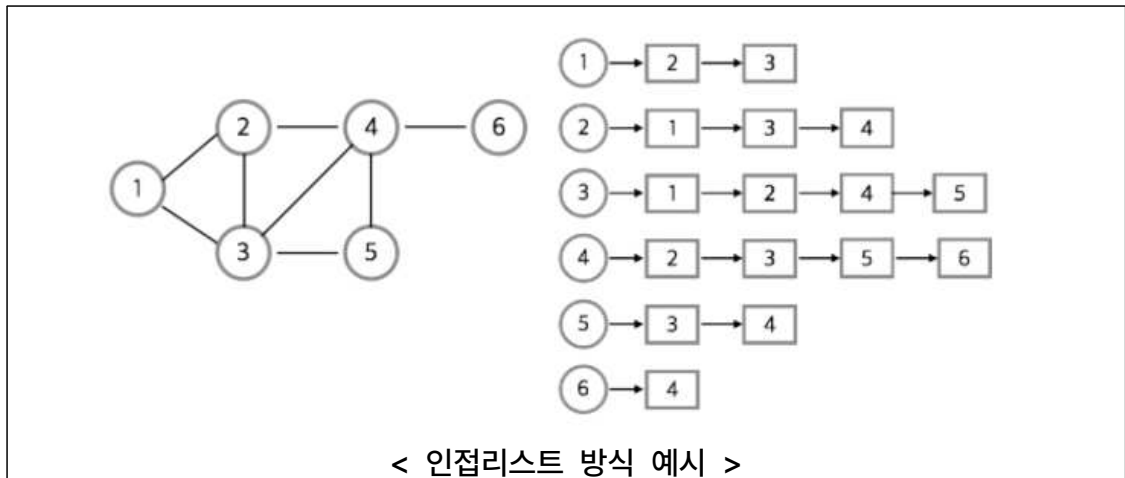 1 → 2 → 3
2 4 6
2 → 1 → 3 → 4
1
3 → 1 → 2 → 4 → 5
3 5
4 → 2 → 3 → 5 → 6
5 → 3 → 4
6 → 4
< 인접리스트 방식 예시 >